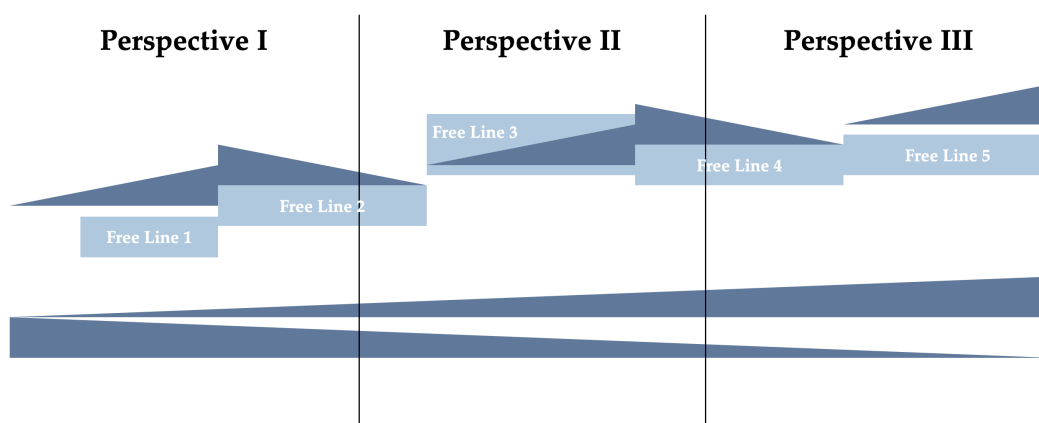 Perspective I
Perspective II
Perspective III
Free Line 3
Free Line 4
Free Line 5
Free Line 2
Free Line 1